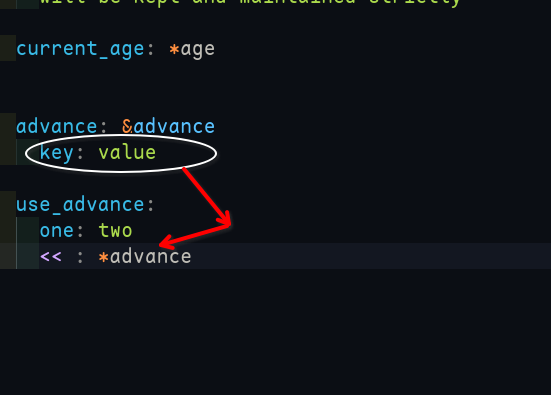 will be kept and maintained strictly
current_age: *age
advance: &advance
key: value
use_advance:
one: two
<< : *advance